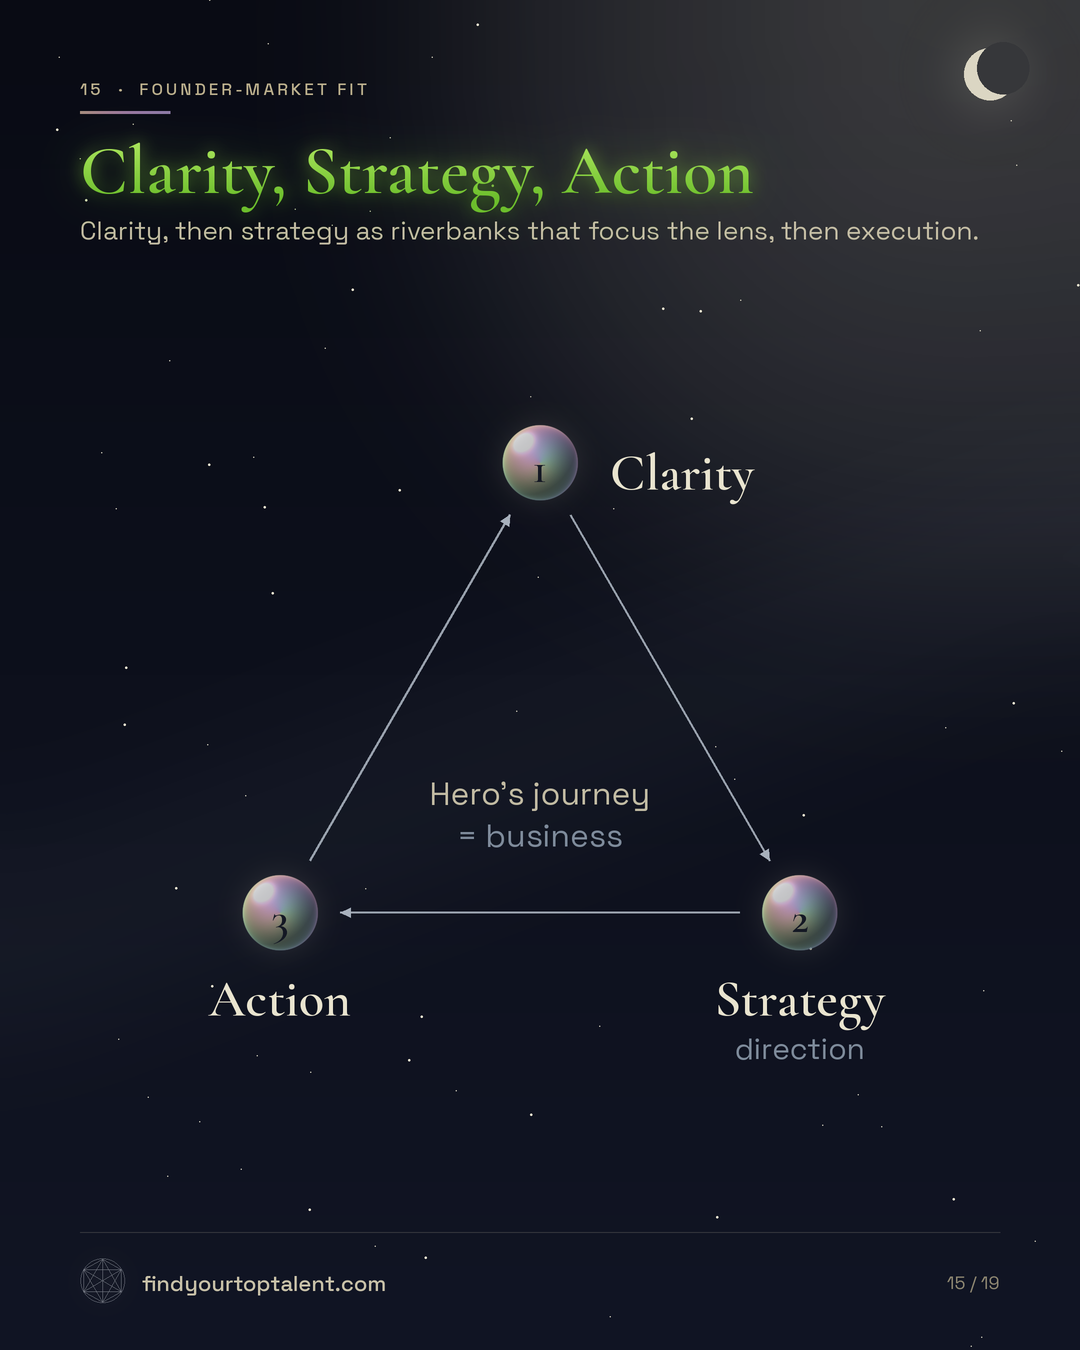 15 · FOUNDER-MARKET FIT
Clarity, Strategy, Action
Clarity, then strategy as riverbanks that focus the lens, then execution.
1
Clarity
Hero’s journey
= business
3
2
Action
Strategy
direction
findyourtoptalent.com
15 / 19